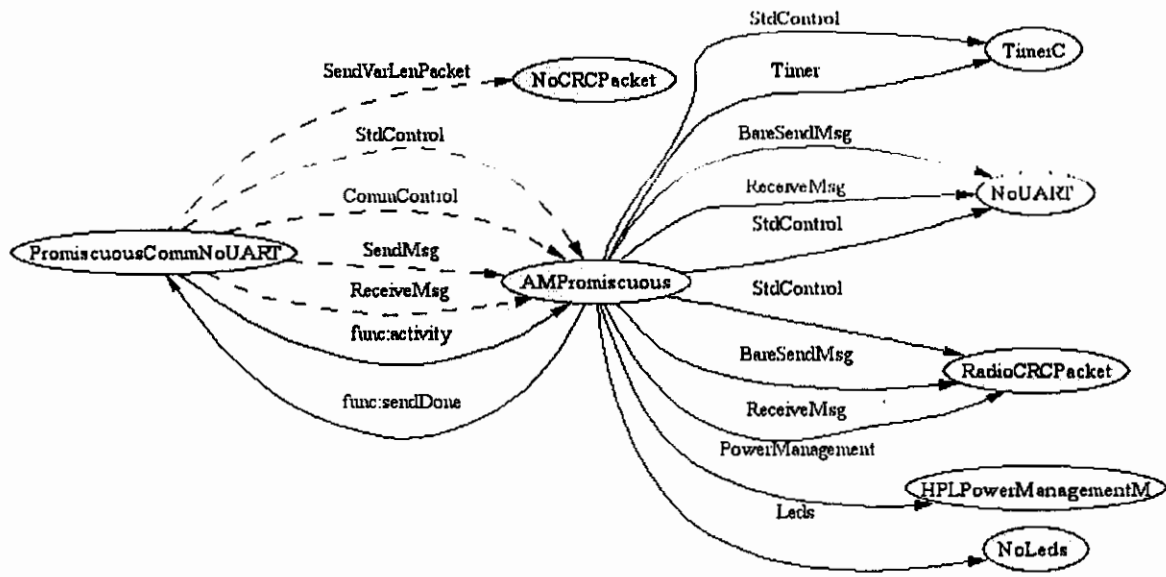 StdControl
TimerC
SendVarLenPacket
NoCRCPacket
Timer
StdControl
BareSendMsg
CommControl
ReceiveMsg
NoUART
PromiscuousCommNoUART
SendMsg
StdControl
AMPromiscuous
ReceiveMsg
StdControl
func:activity
BareSendMsg
RadioCRCPacket
func:sendDone
ReceiveMsg
PowerManagement
HPLPowerManagementM
Leds
NoLeds